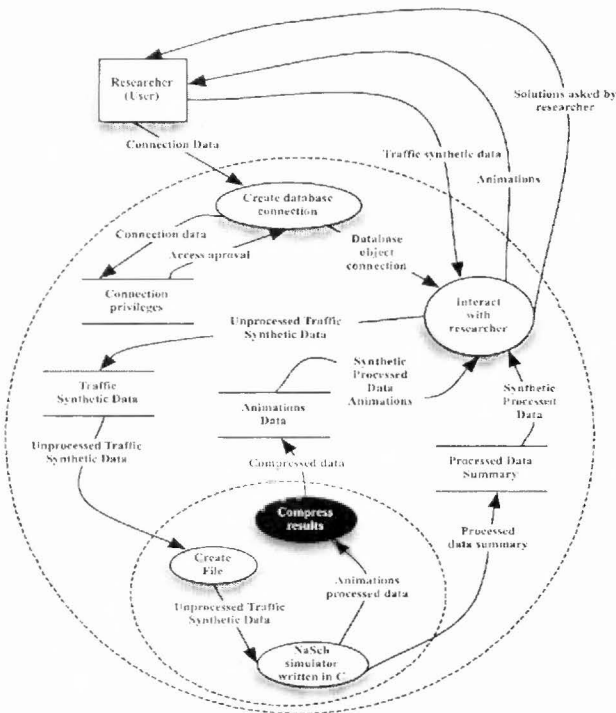 Researcher
(User)
Solutions asked by
researcher
Connection Data
Traffic synthetic data
Animations
Create database
connection
Connection data
Access aproval
Database
object
connection
Connection
privileges
interact
with
researcher
Unprocessed Traffic
Synthetic Data
Traffic
Synthetic Data
Synthetic
Processed
Data
Animations
Synthetic
Processed
Data
Animations
Data
Unprocessed Traffic
Synthetic Data
Compressed data
Processed Data
Summary
Compress
results
Processed
data summary
Create
File
Animations
processed data
Unprocessed Traffic
Synthetic Data
NaSch
simulator
written in C